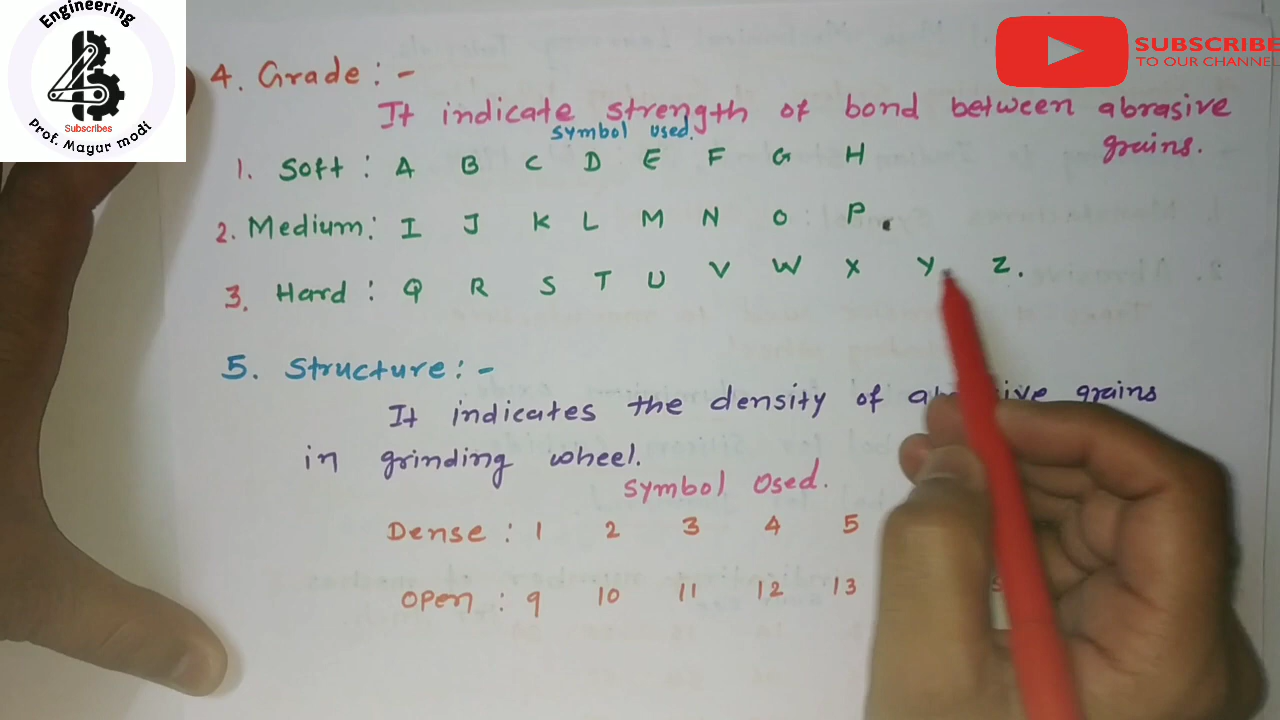 Engineering
Subscribes
Prof. Mayur modi
SUBSCRIBE
TO OUR CHANNEL
4. Grade : -
It indicate strength of bond between abrasive
grains.
Symbol used.
1. Soft : A B C D E F G H
2. Medium: I J K L M N O P.
3. Hard : Q R S T U V W X Y Z.
5. Structure : -
It indicates the density of grains
in grinding wheel.
Symbol Used.
Dense : 1 2 3 4 5
Open : 9 10 11 12 13